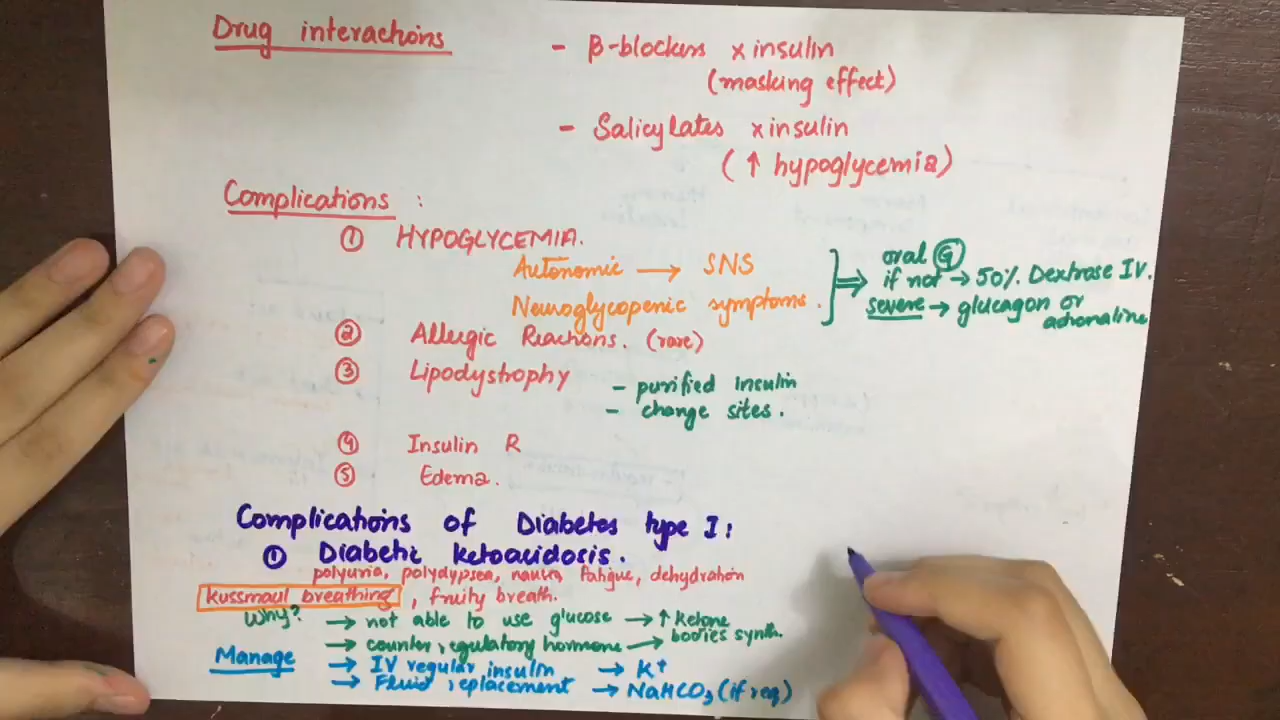 Drug interactions
- β-blockers x insulin
(masking effect)
- Salicylates x insulin
(↑ hypoglycemia)
Complications :
① HYPOGLYCEMIA.
Autonomic → SNS
Neuroglycopenic symptoms.
oral G
if not → 50% Dextrose IV.
severe → glucagon or
adrenaline
② Allergic Reactions. (rare)
③ Lipodystrophy
- purified insulin
- change sites.
④ Insulin R
⑤ Edema.
Complications of Diabetes type I:
① Diabetic ketoacidosis.
polyuria, polydypsea, nausea, fatigue, dehydration
kussmaul breathing, fruity breath.
Why? → not able to use glucose → ↑ ketone
bodies synth.
→ counter regulatory hormone →
Manage → IV regular insulin → K+
→ Fluid replacement → NaHCO3 (if req)